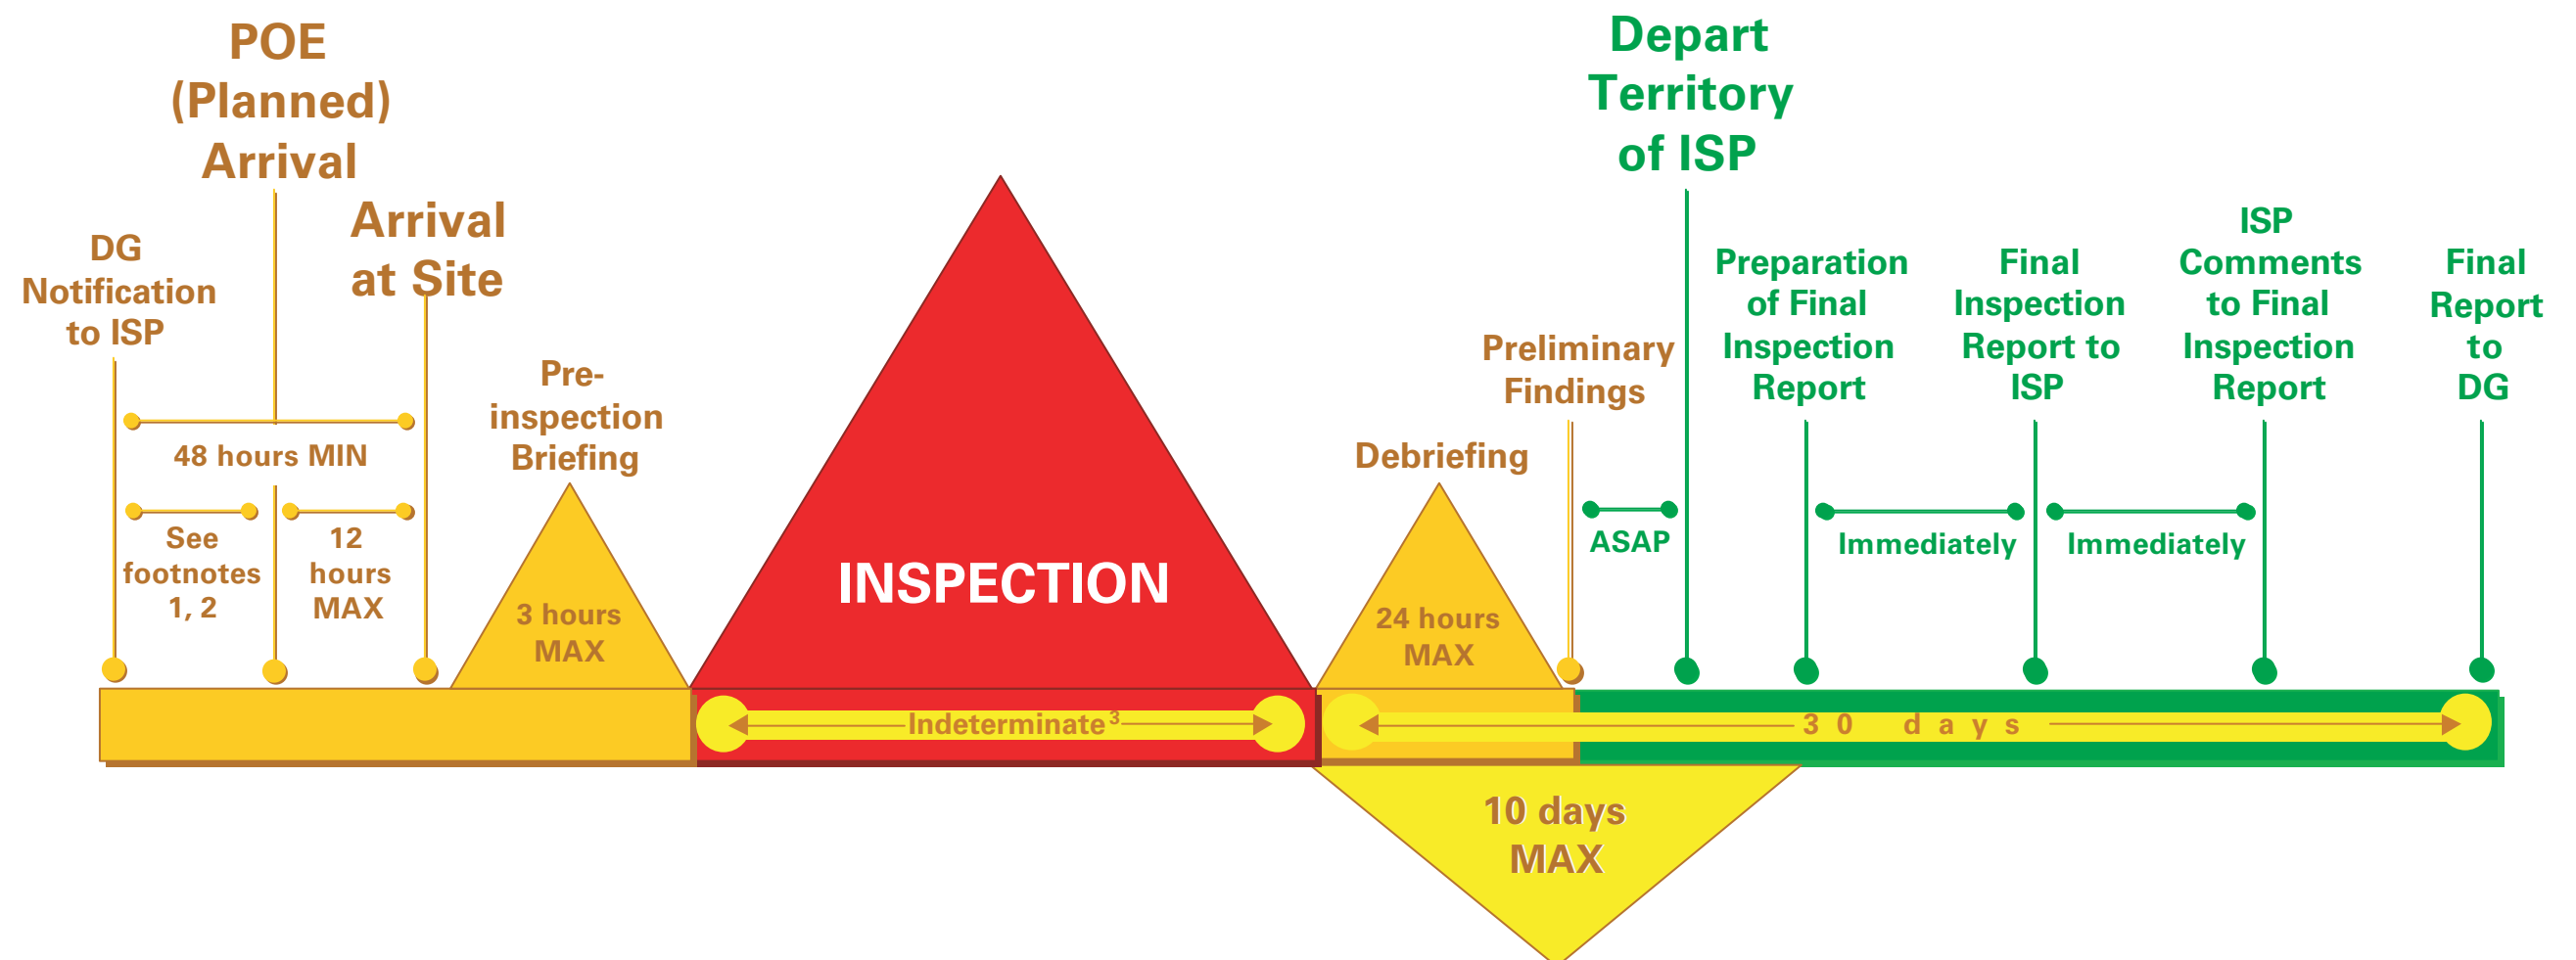 POE
(Planned)
Arrival
DG
Notification
to ISP
Arrival
at Site
48 hours MIN
See
footnotes
1, 2
12
hours
MAX
Pre-
inspection
Briefing
3 hours
MAX
INSPECTION
Indeterminate³
Debriefing
24 hours
MAX
Preliminary
Findings
ASAP
Depart
Territory
of ISP
Preparation
of Final
Inspection
Report
Immediately
Final
Inspection
Report to
ISP
Immediately
ISP
Comments
to Final
Inspection
Report
Final
Report
to
DG
30 days
10 days
MAX